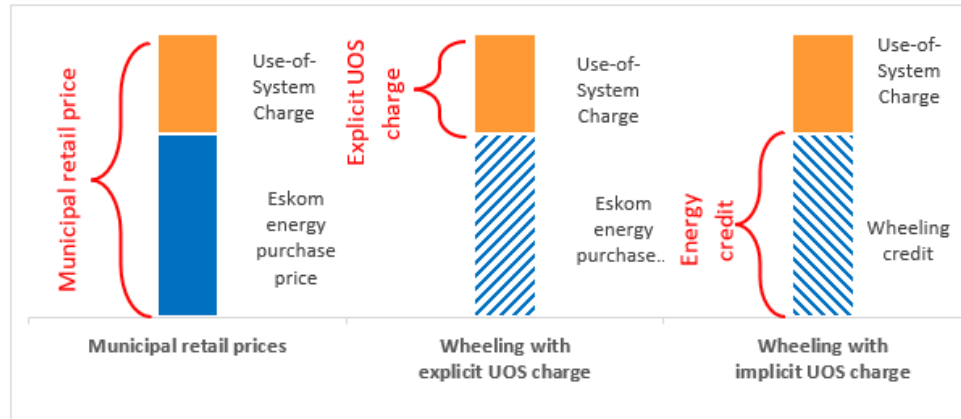 Municipal retail price
Use-of-
System
Charge
Eskom
energy
purchase
price
Municipal retail prices
Explicit UOS
charge
Use-of-
System
Charge
Eskom
energy
purchase..
Wheeling with
explicit UOS charge
Use-of-
System
Charge
Energy
credit
Wheeling
credit
Wheeling with
implicit UOS charge